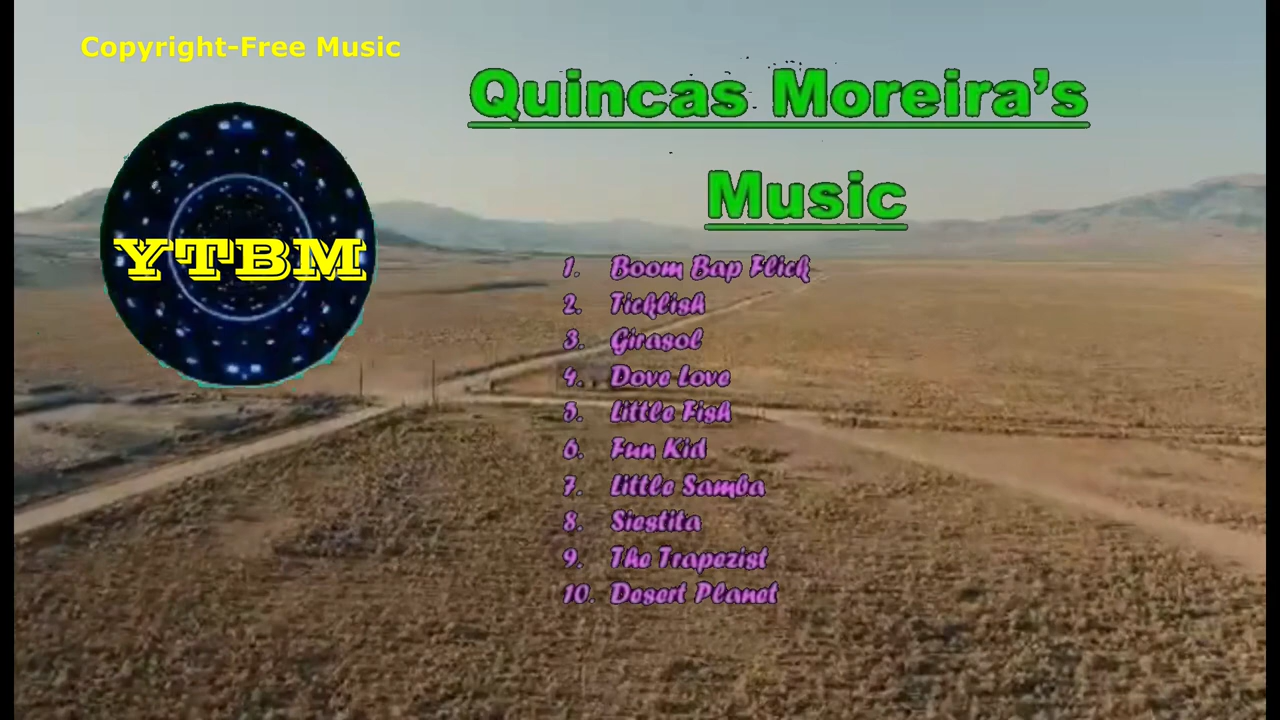 Copyright-Free Music
Quincas Moreira’s
Music
YTBM
1. Boom Bap Flick
2. Ticklish
3. Girasol
4. Dove Love
5. Little Fish
6. Fun Kid
7. Little Samba
8. Siestita
9. The Trapezist
10. Desert Planet